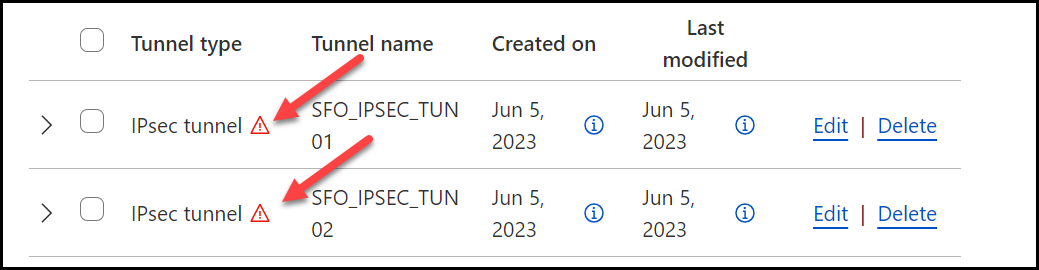 Tunnel type Tunnel name Created on Last
modified
IPsec tunnel SFO_IPSEC_TUN Jun 5, Jun 5, Edit | Delete
01 2023 2023
IPsec tunnel SFO_IPSEC_TUN Jun 5, Jun 5, Edit | Delete
02 2023 2023